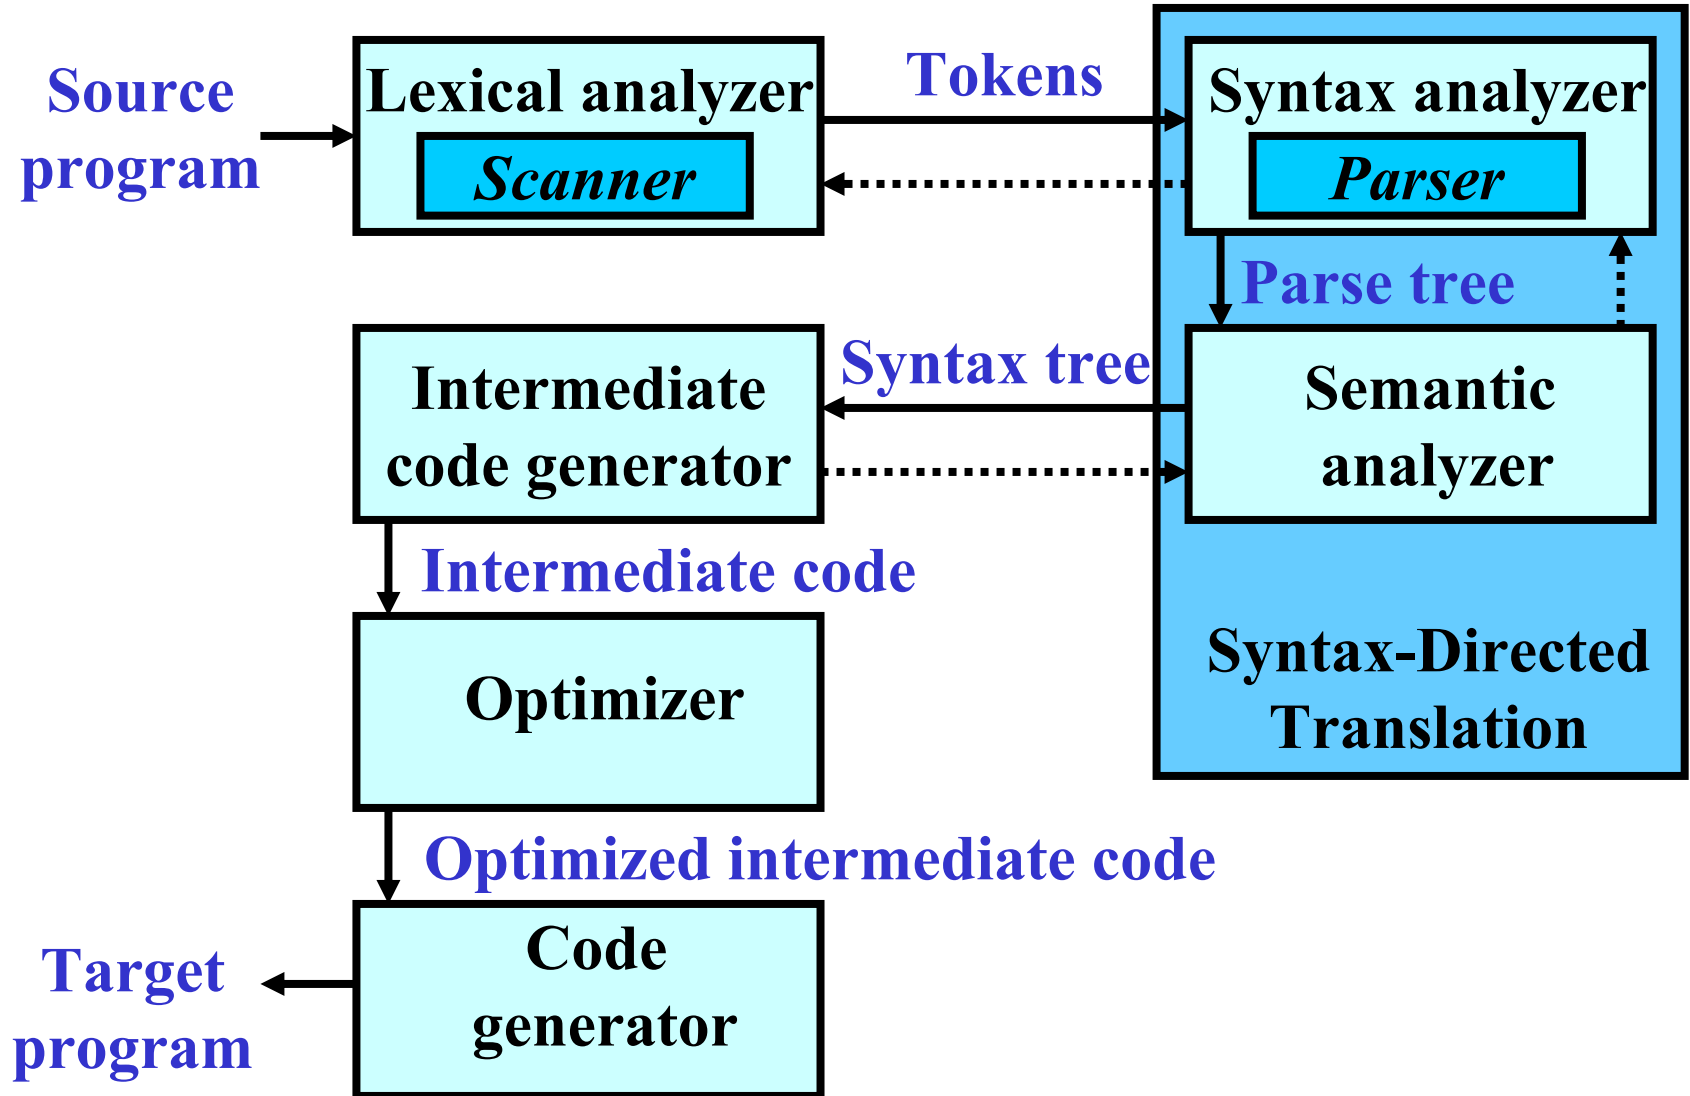 Source
program
Lexical analyzer
Scanner
Tokens
Syntax analyzer
Parser
Parse tree
Semantic
analyzer
Syntax tree
Intermediate
code generator
Intermediate code
Syntax-Directed
Translation
Optimizer
Optimized intermediate code
Code
generator
Target
program